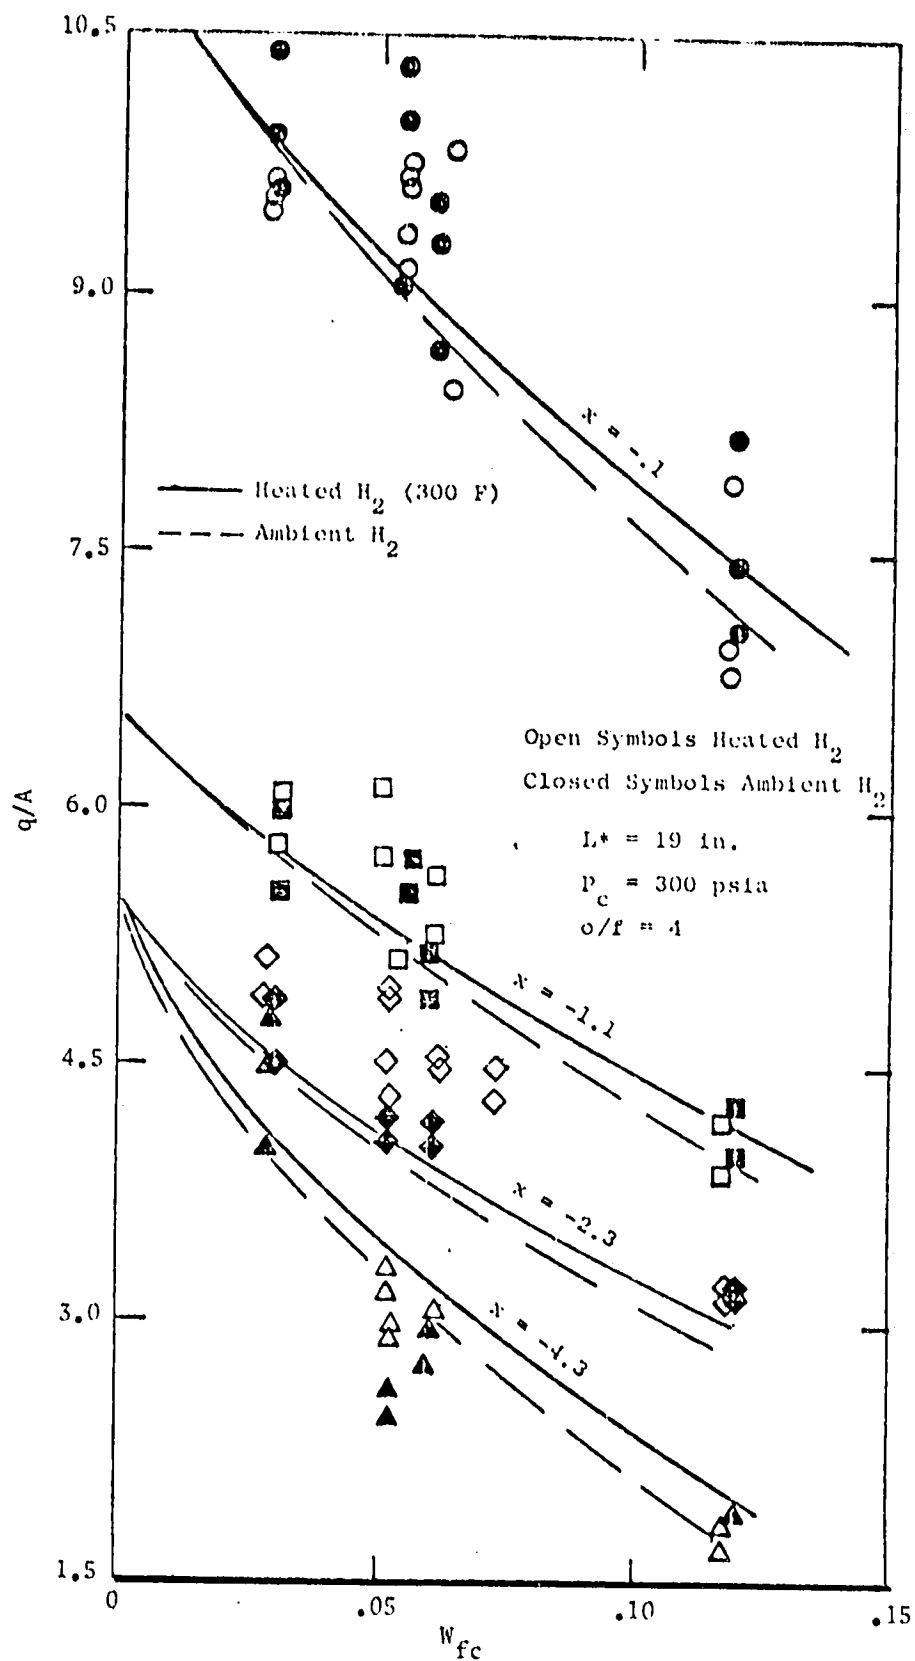 10.5
9.0
x = -.1
Heated H2 (300 F)
Ambient H2
7.5
Open Symbols Heated H2
Closed Symbols Ambient H2
6.0
q/A
L* = 19 in.
Pc = 300 psia
o/f = 4
x = -1.1
4.5
x = -2.3
3.0
x = -4.3
1.5
0
.05
.10
.15
Wfc